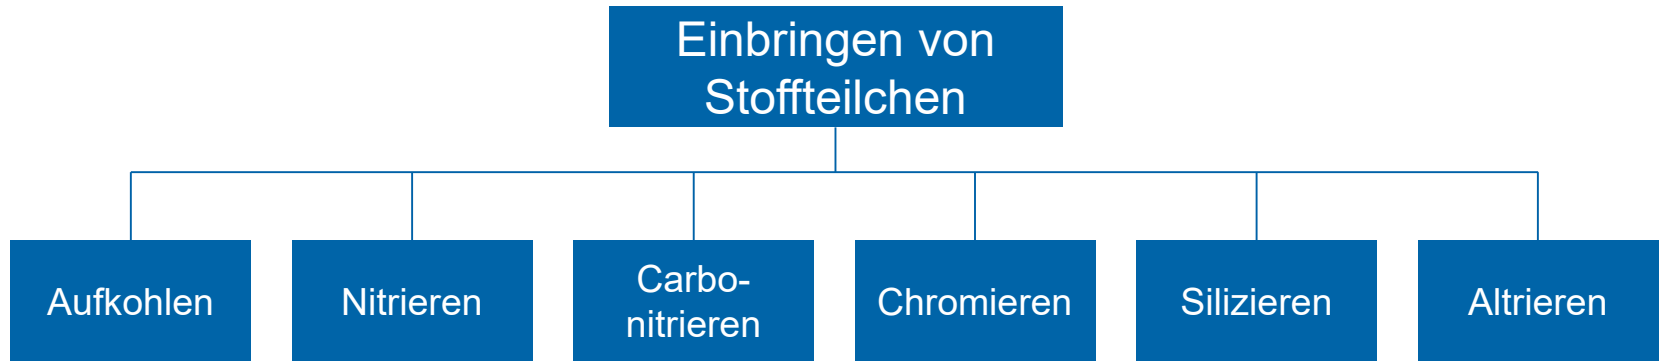 Einbringen von
Stoffteilchen
Aufkohlen
Nitrieren
Carbo-
nitrieren
Chromieren
Silizieren
Altrieren